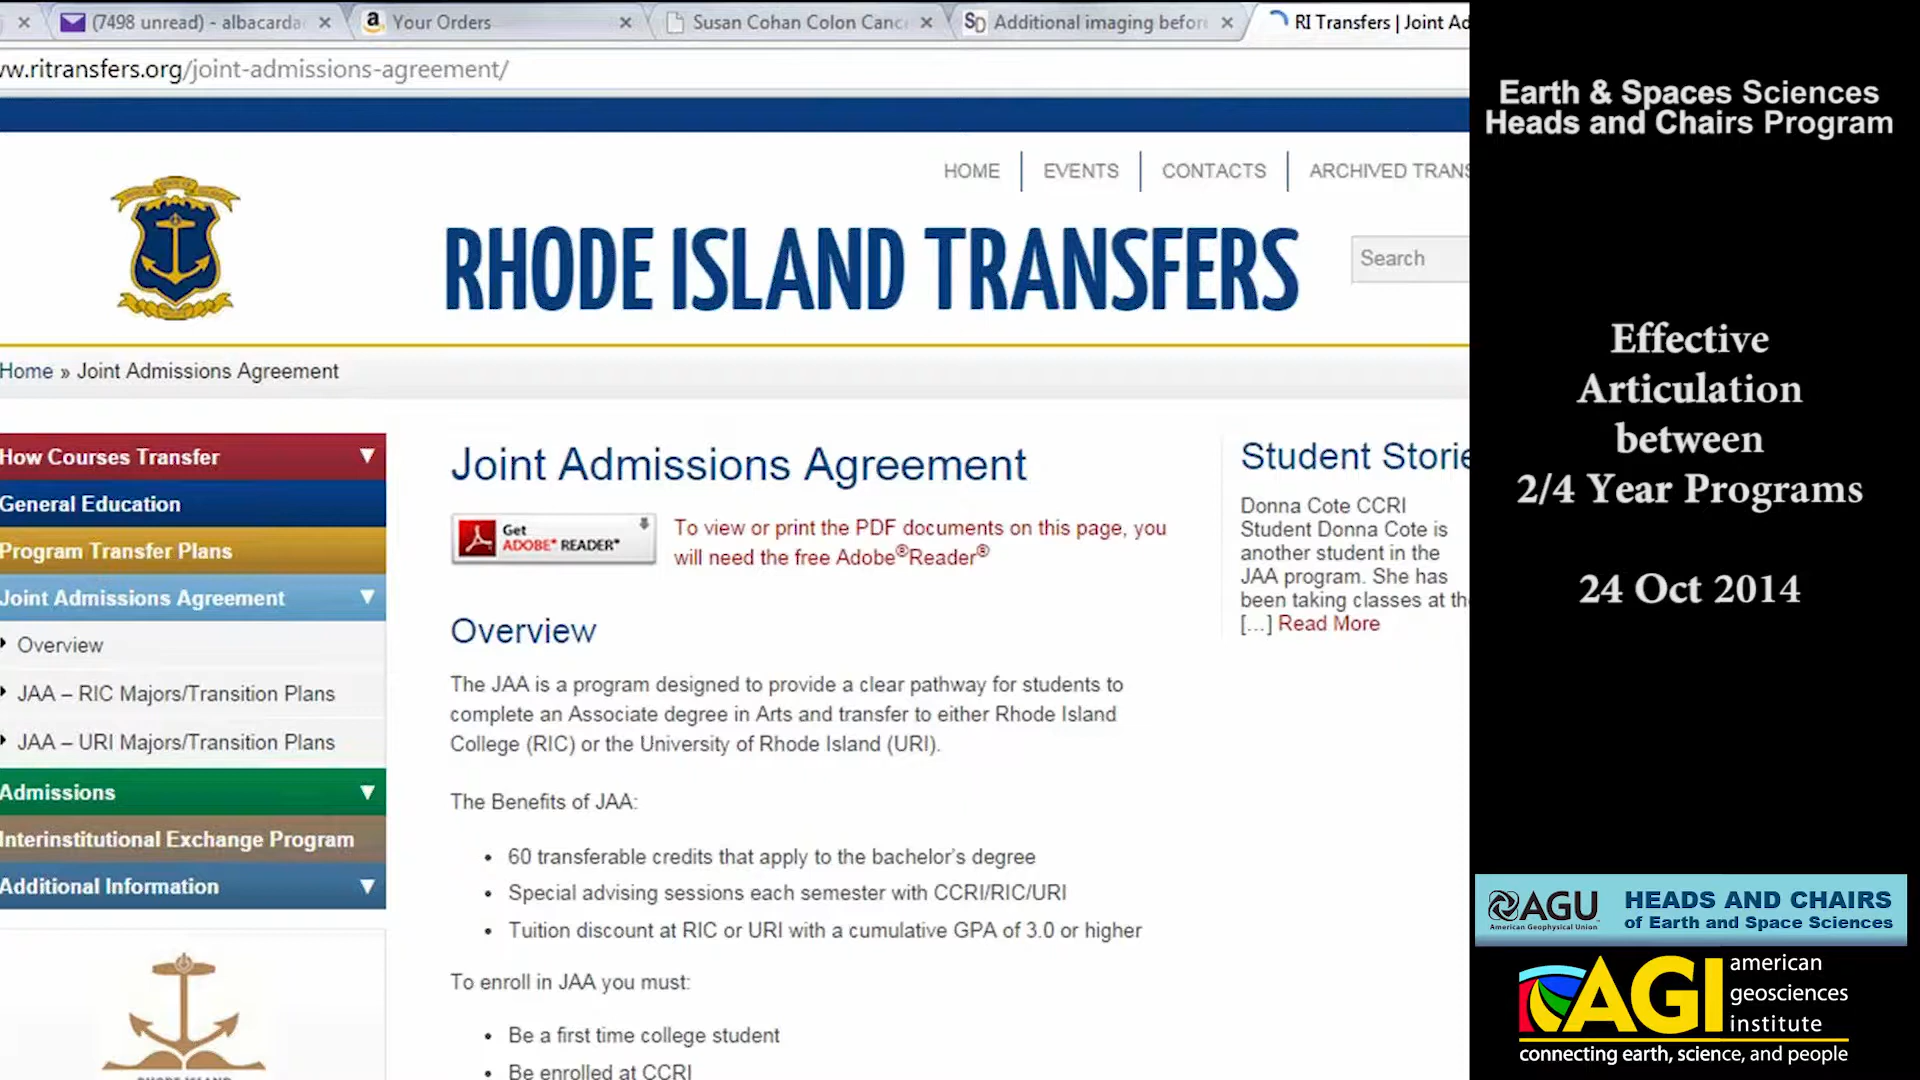 (7498 unread) - albacarda
Your Orders
Susan Cohan Colon Canc
Additional imaging befor
RI Transfers | Joint Ad
w.ritransfers.org/joint-admissions-agreement/
HOME
EVENTS
CONTACTS
ARCHIVED TRANS
RHODE ISLAND TRANSFERS
Search
Home » Joint Admissions Agreement
How Courses Transfer
General Education
Program Transfer Plans
Joint Admissions Agreement
Overview
JAA – RIC Majors/Transition Plans
JAA – URI Majors/Transition Plans
Admissions
Interinstitutional Exchange Program
Additional Information
Joint Admissions Agreement
Get
ADOBE® READER®
To view or print the PDF documents on this page, you
will need the free Adobe®Reader®
Overview
The JAA is a program designed to provide a clear pathway for students to
complete an Associate degree in Arts and transfer to either Rhode Island
College (RIC) or the University of Rhode Island (URI).
The Benefits of JAA:
• 60 transferable credits that apply to the bachelor's degree
• Special advising sessions each semester with CCRI/RIC/URI
• Tuition discount at RIC or URI with a cumulative GPA of 3.0 or higher
To enroll in JAA you must:
• Be a first time college student
• Be enrolled at CCRI
Student Storie
Donna Cote CCRI
Student Donna Cote is
another student in the
JAA program. She has
been taking classes at th
[...] Read More
Earth & Spaces Sciences
Heads and Chairs Program
Effective
Articulation
between
2/4 Year Programs
24 Oct 2014
AGU
American Geophysical Union
HEADS AND CHAIRS
of Earth and Space Sciences
AGI
american
geosciences
institute
connecting earth, science, and people